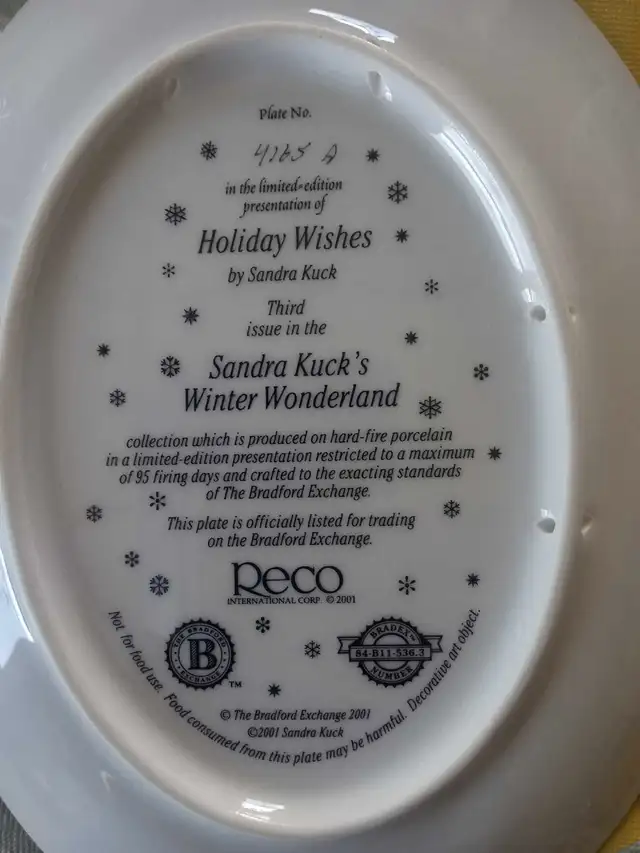 Plate No.
4265 A
in the limited-edition
presentation of
Holiday Wishes
by Sandra Kuck
Third
issue in the
Sandra Kuck's
Winter Wonderland
collection which is produced on hard-fire porcelain
in a limited-edition presentation restricted to a maximum
of 95 firing days and crafted to the exacting standards
of The Bradford Exchange.
This plate is officially listed for trading
on the Bradford Exchange.
Reco
INTERNATIONAL CORP. © 2001
THE BRADFORD
B
EXCHANGE
TM
BRADEX™
84-B11-536.3
NUMBER
© The Bradford Exchange 2001
©2001 Sandra Kuck
Not for food use. Food consumed from this plate may be harmful. Decorative art object.